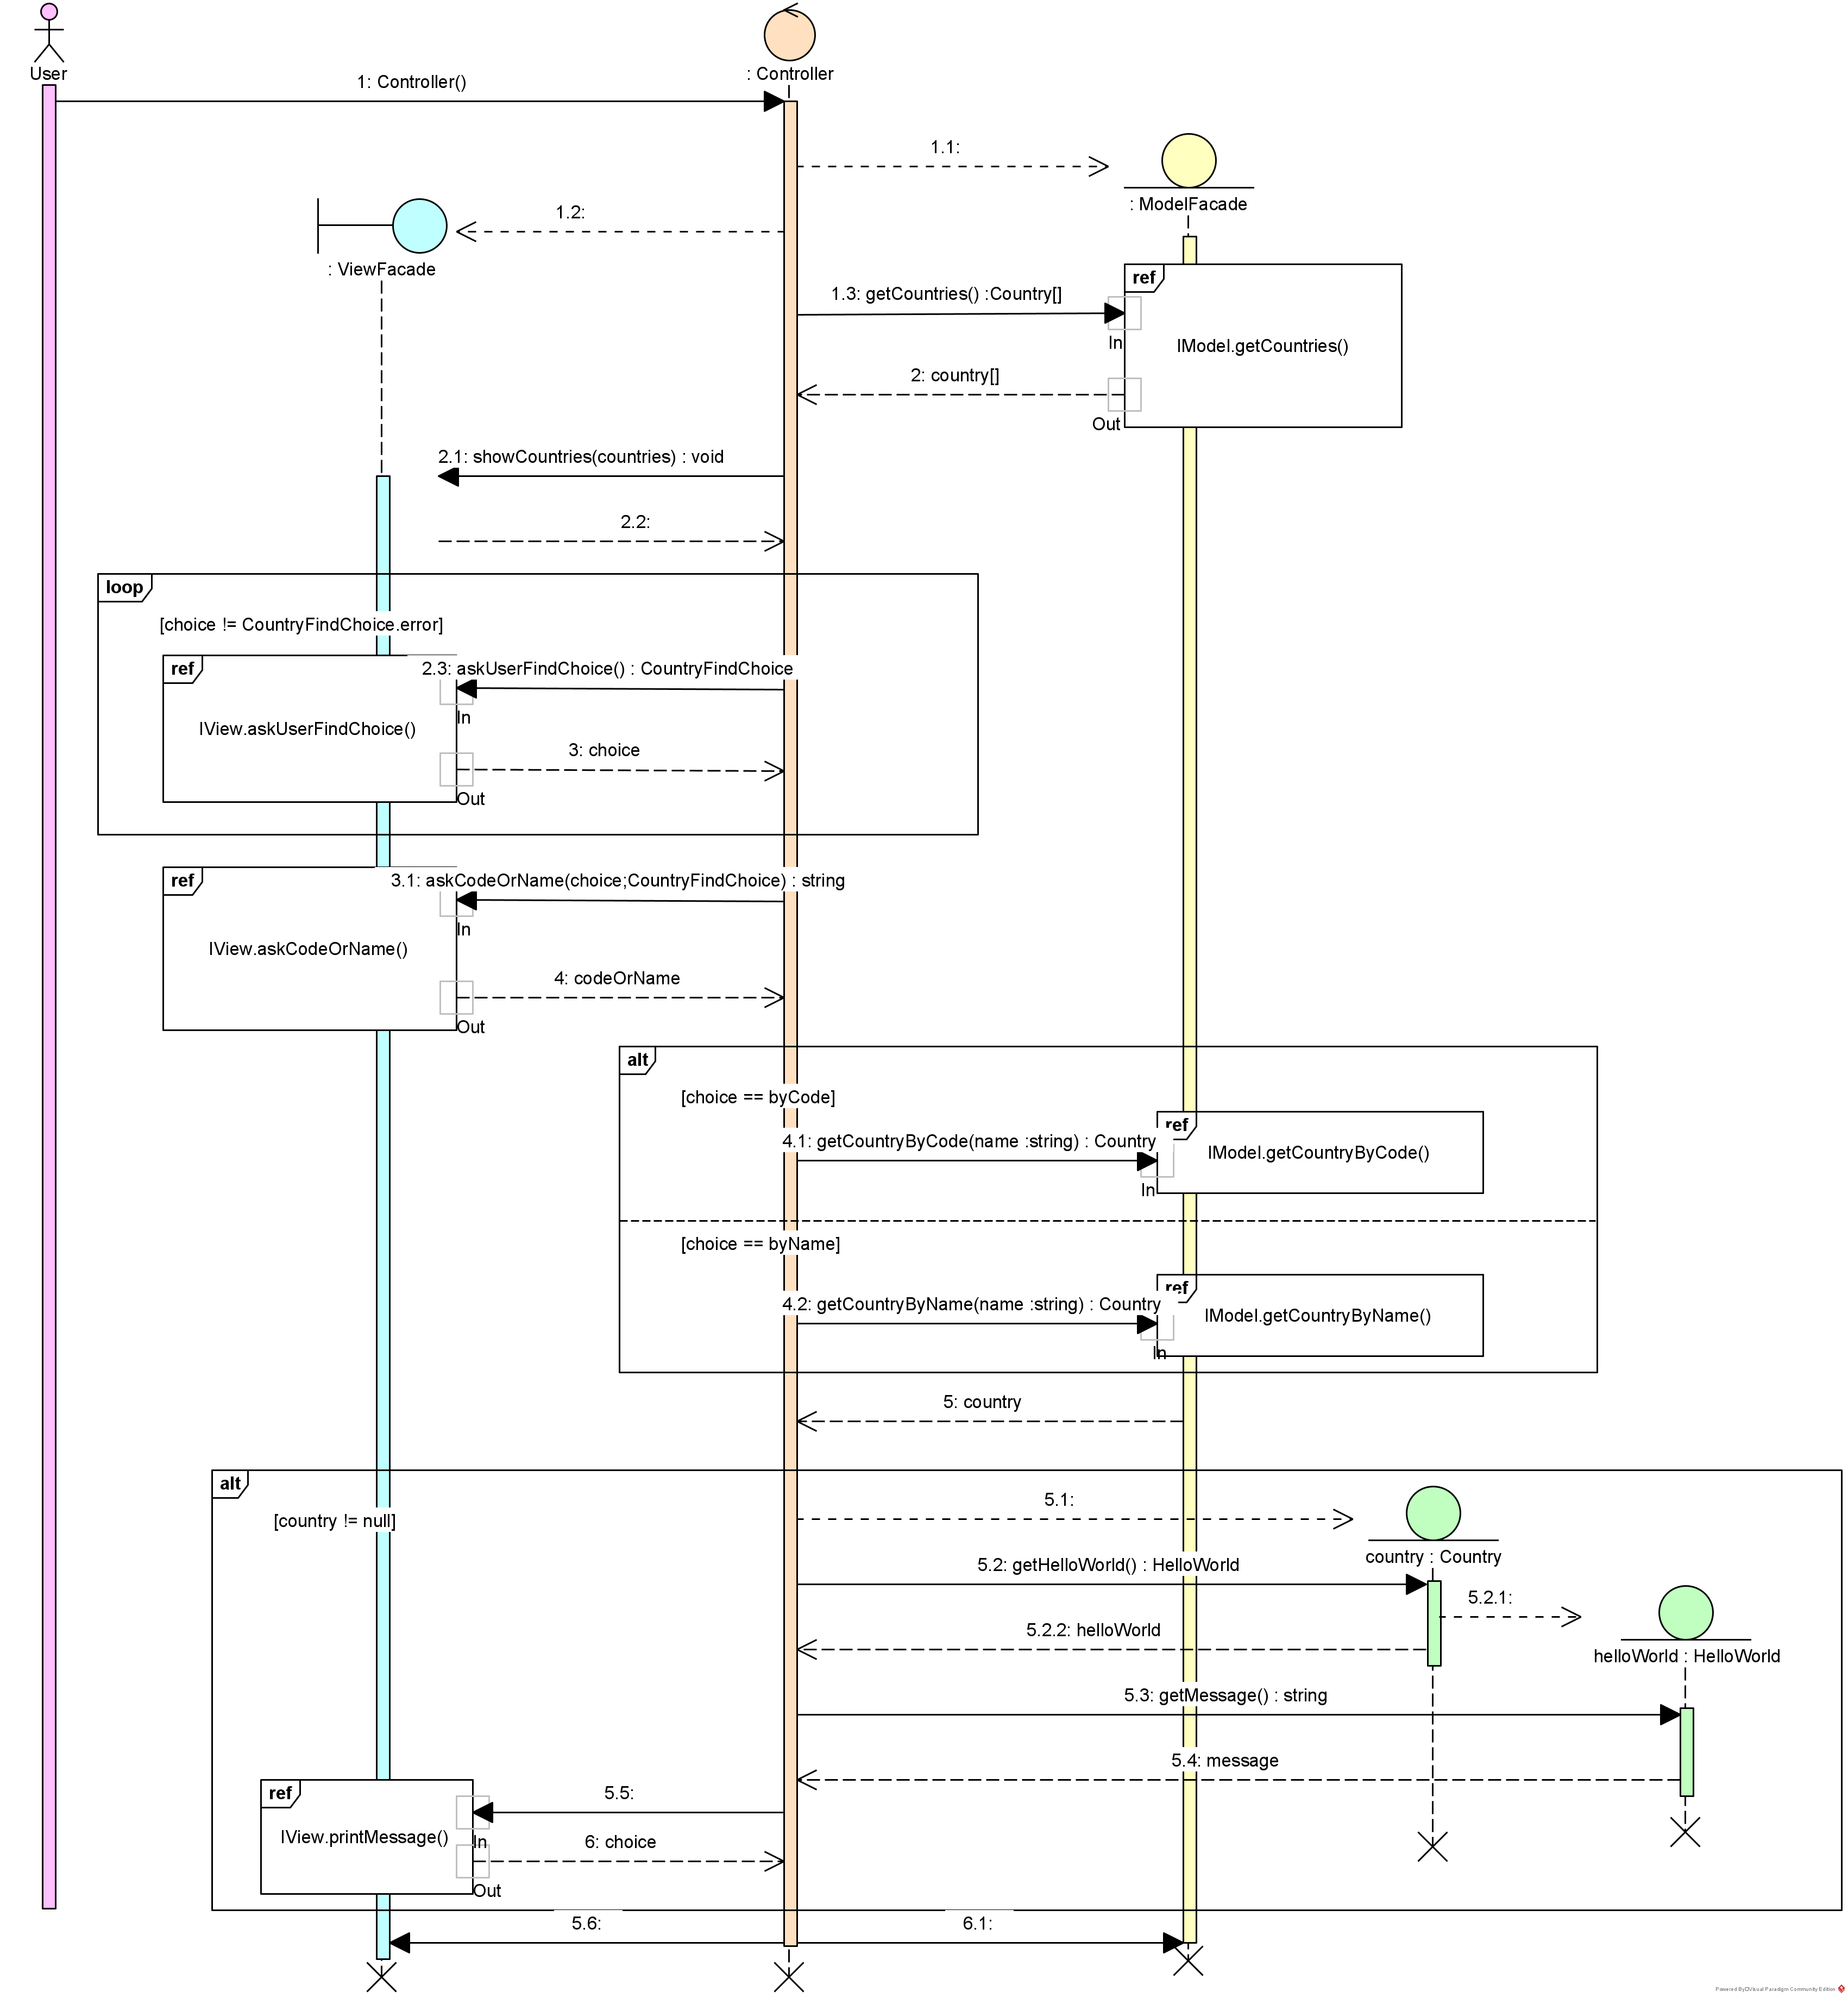 User
: Controller
1: Controller()
1.1:
: ModelFacade
1.2:
: ViewFacade
ref
1.3: getCountries() :Country[]
In
IModel.getCountries()
2: country[]
Out
2.1: showCountries(countries) : void
2.2:
loop
[choice != CountryFindChoice.error]
ref
2.3: askUserFindChoice() : CountryFindChoice
In
IView.askUserFindChoice()
3: choice
Out
ref
3.1: askCodeOrName(choice;CountryFindChoice) : string
In
IView.askCodeOrName()
4: codeOrName
Out
alt
[choice == byCode]
ref
4.1: getCountryByCode(name :string) : Country
IModel.getCountryByCode()
In
[choice == byName]
ref
4.2: getCountryByName(name :string) : Country
IModel.getCountryByName()
In
5: country
alt
5.1:
[country != null]
country : Country
5.2: getHelloWorld() : HelloWorld
5.2.1:
5.2.2: helloWorld
helloWorld : HelloWorld
5.3: getMessage() : string
5.4: message
ref
5.5:
IView.printMessage()
In
6: choice
Out
5.6:
6.1:
Powered By Visual Paradigm Community Edition